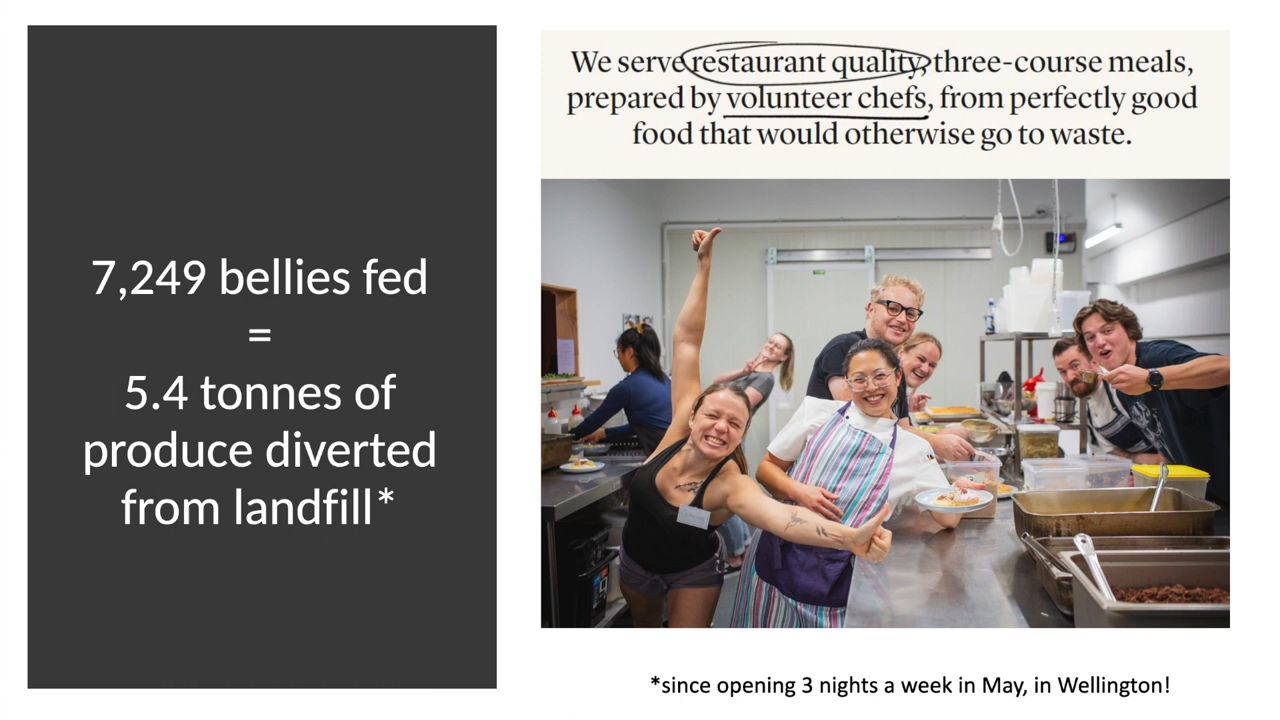 7,249 bellies fed
=
5.4 tonnes of
produce diverted
from landfill*
We serve restaurant quality, three-course meals,
prepared by volunteer chefs, from perfectly good
food that would otherwise go to waste.
*since opening 3 nights a week in May, in Wellington!